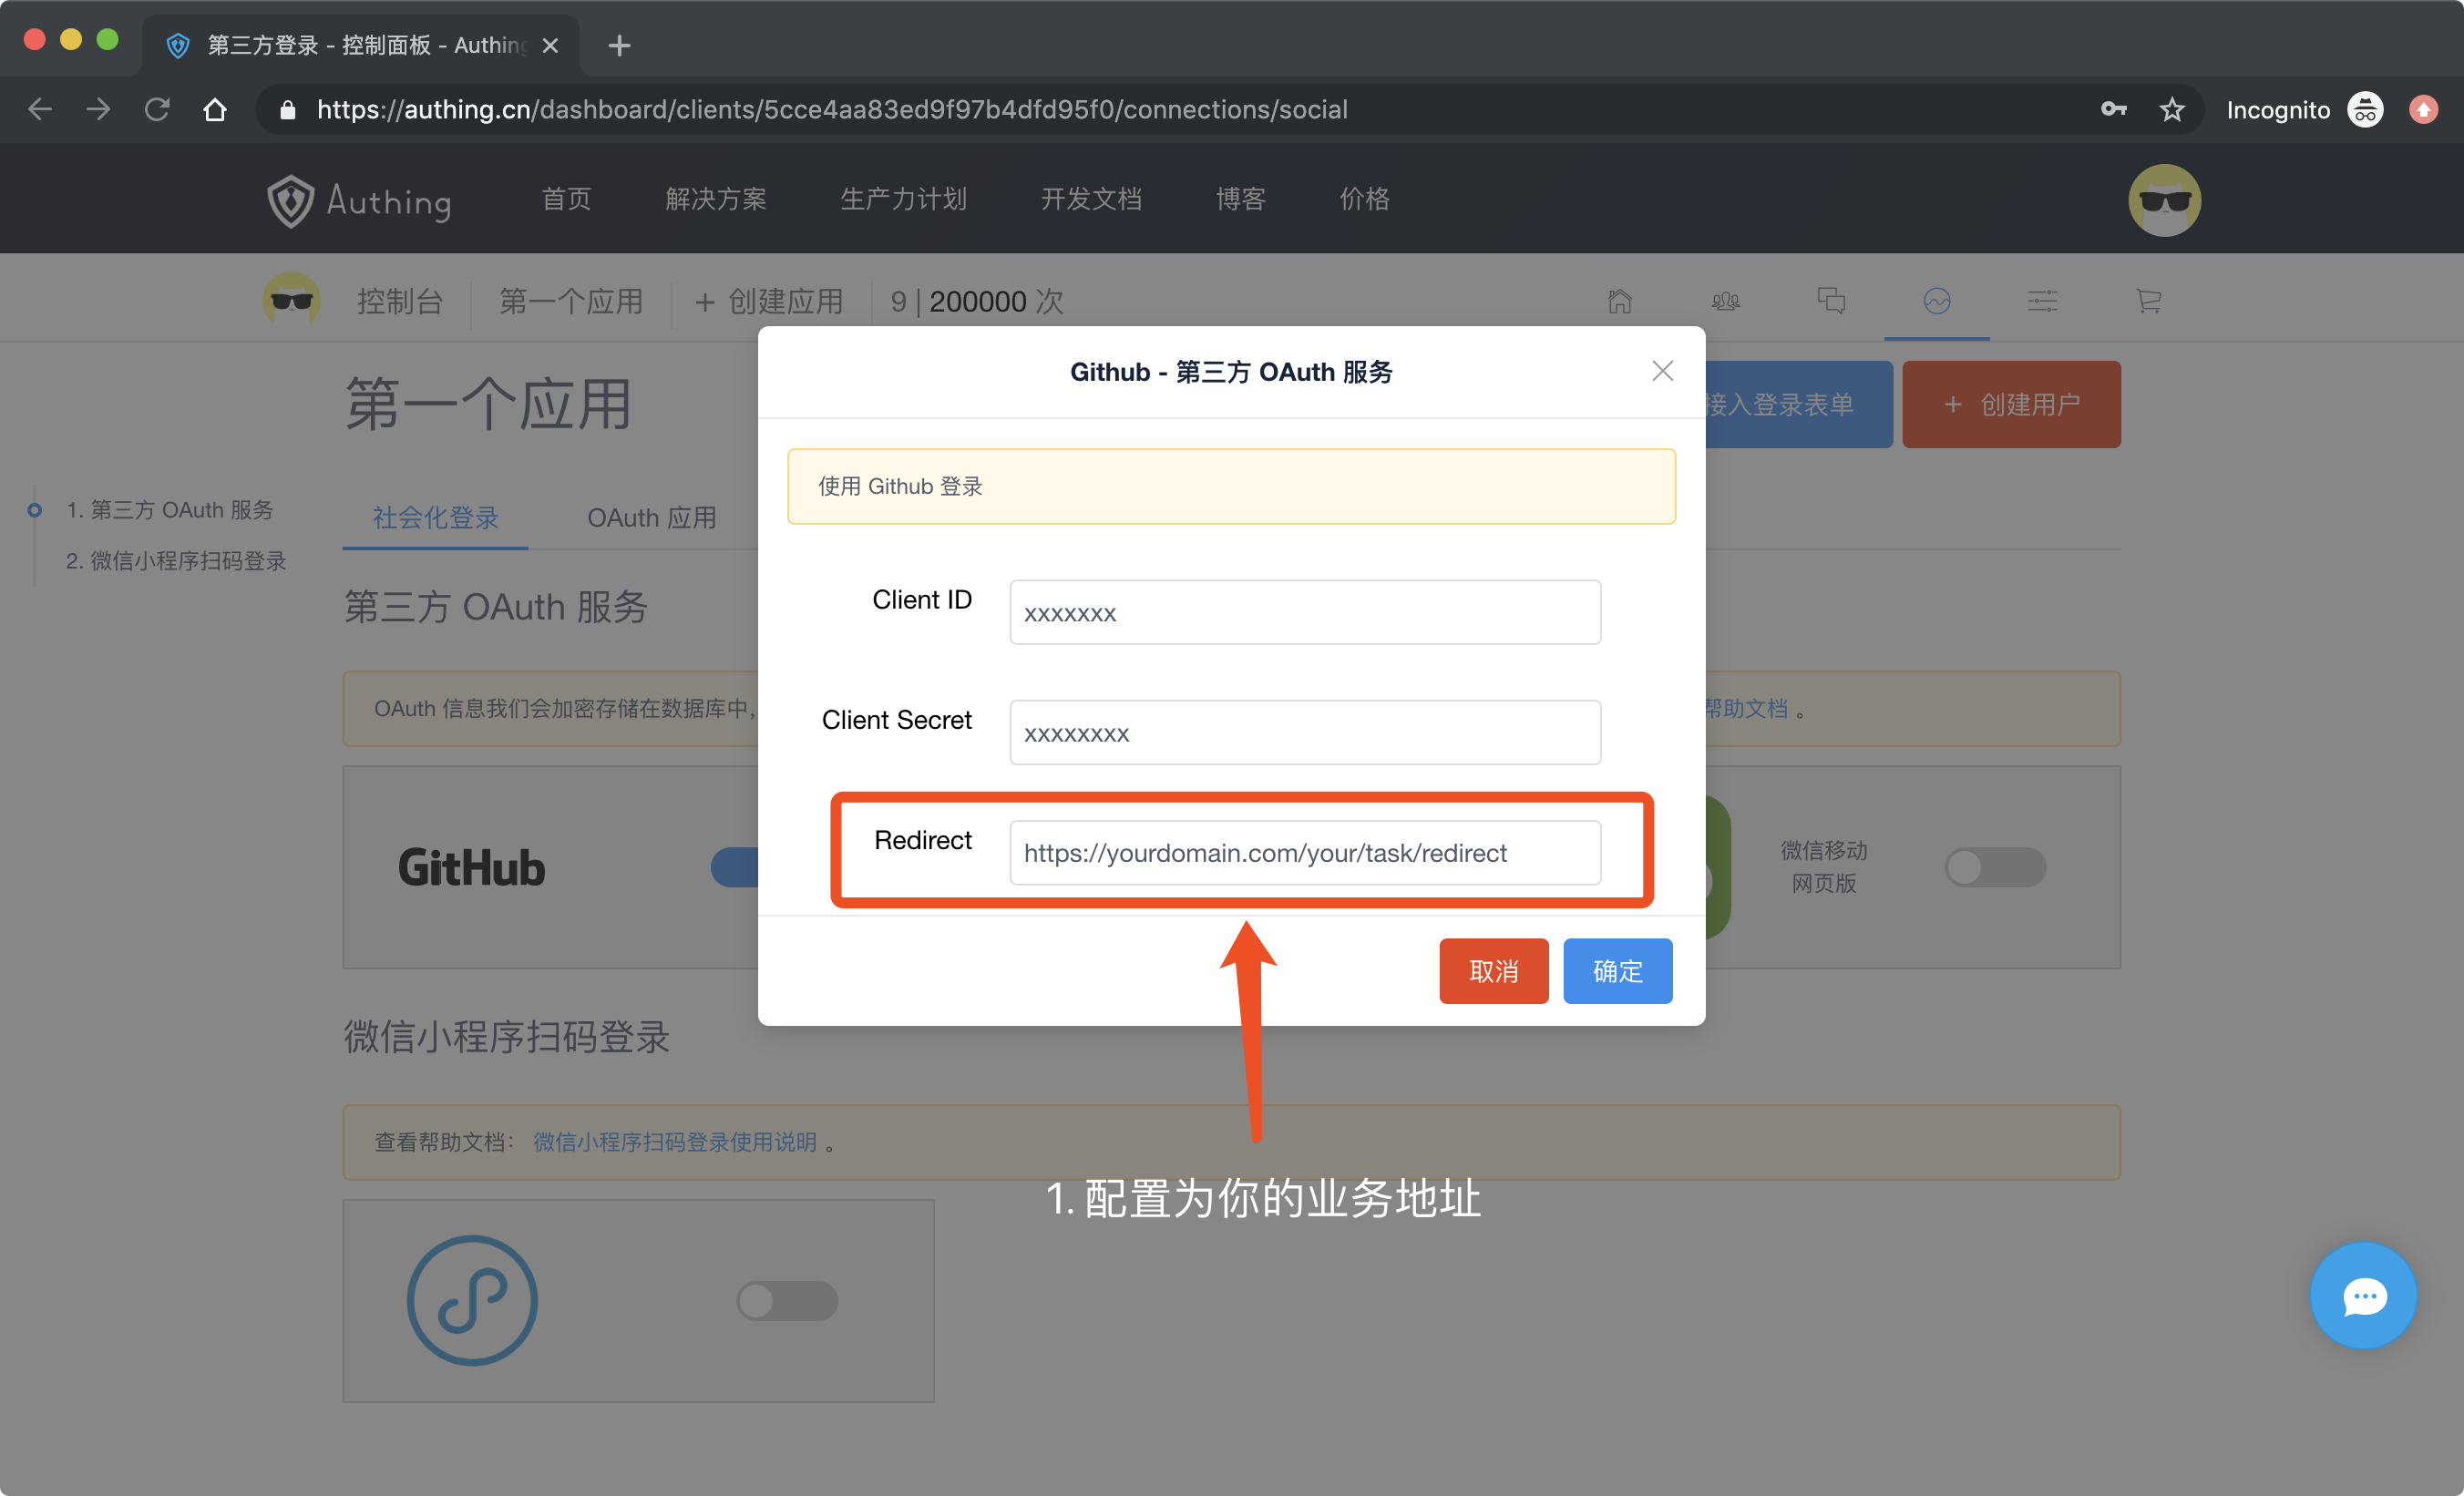 第三方登录 - 控制面板 - Authing
https://authing.cn/dashboard/clients/5cce4aa83ed9f97b4dfd95f0/connections/social
Incognito
Authing
首页
解决方案
生产力计划
开发文档
博客
价格
控制台
第一个应用
+ 创建应用
9 | 200000 次
第一个应用
接入登录表单
+ 创建用户
1. 第三方 OAuth 服务
2. 微信小程序扫码登录
社会化登录
OAuth 应用
第三方 OAuth 服务
OAuth 信息我们会加密存储在数据库中,
帮助文档 。
GitHub
微信移动
网页版
Github - 第三方 OAuth 服务
使用 Github 登录
Client ID
xxxxxxx
Client Secret
xxxxxxxx
Redirect
https://yourdomain.com/your/task/redirect
取消
确定
微信小程序扫码登录
查看帮助文档： 微信小程序扫码登录使用说明 。
1. 配置为你的业务地址